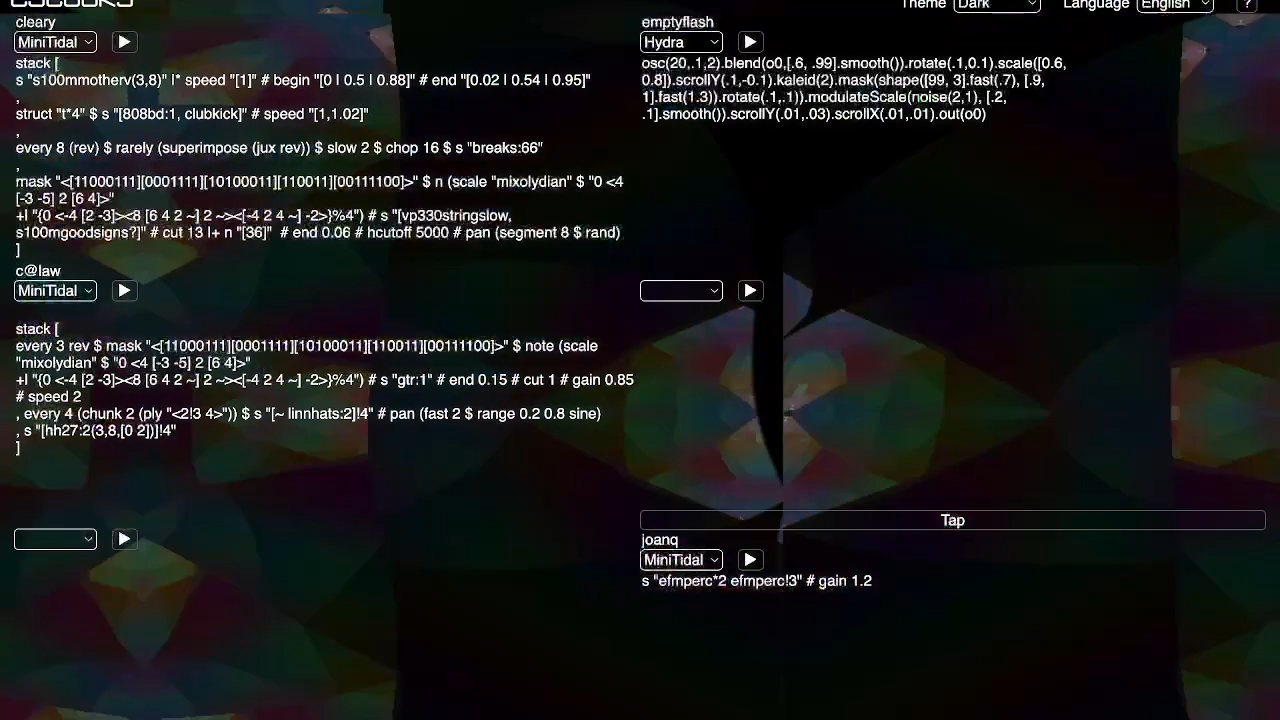 Theme Dark Language English ?
cleary
MiniTidal
stack [
s "s100mmotherv(3,8)" |* speed "[1]" # begin "[0 | 0.5 | 0.88]" # end "[0.02 | 0.54 | 0.95]"
,
struct "t*4" $ s "[808bd:1, clubkick]" # speed "[1,1.02]"
,
every 8 (rev) $ rarely (superimpose (jux rev)) $ slow 2 $ chop 16 $ s "breaks:66"
,
mask "<[11000111][0001111][10100011][110011][00111100]>" $ n (scale "mixolydian" $ "0 <4
[-3 -5] 2 [6 4]>"
+| "{0 <-4 [2 -3]><8 [6 4 2 ~] 2 ~><[-4 2 4 ~] -2>}%4") # s "[vp330stringslow,
s100mgoodsigns?]" # cut 13 |+ n "[36]"  # end 0.06 # hcutoff 5000 # pan (segment 8 $ rand)
]
emptyflash
Hydra
osc(20,.1,2).blend(o0,[.6, .99].smooth()).rotate(.1,0.1).scale([0.6,
0.8]).scrollY(.1,-0.1).kaleid(2).mask(shape([99, 3].fast(.7), [.9,
1].fast(1.3)).rotate(.1,.1)).modulateScale(noise(2,1), [.2,
.1].smooth()).scrollY(.01,.03).scrollX(.01,.01).out(o0)
c@law
MiniTidal
stack [
every 3 rev $ mask "<[11000111][0001111][10100011][110011][00111100]>" $ note (scale
"mixolydian" $ "0 <4 [-3 -5] 2 [6 4]>"
+| "{0 <-4 [2 -3]><8 [6 4 2 ~] 2 ~><[-4 2 4 ~] -2>}%4") # s "gtr:1" # end 0.15 # cut 1 # gain 0.85
# speed 2
, every 4 (chunk 2 (ply "<2!3 4>")) $ s "[~ linnhats:2]!4" # pan (fast 2 $ range 0.2 0.8 sine)
, s "[hh27:2(3,8,[0 2])]!4"
]
Tap
joanq
MiniTidal
s "efmperc*2 efmperc!3" # gain 1.2